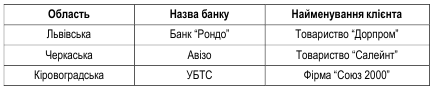 Область Назва банку Найменування клієнта
Львівська Банк “Рондо” Товариство “Дорпром”
Черкаська Авізо Товариство “Салейнт”
Кіровоградська УБТС Фірма “Союз 2000”